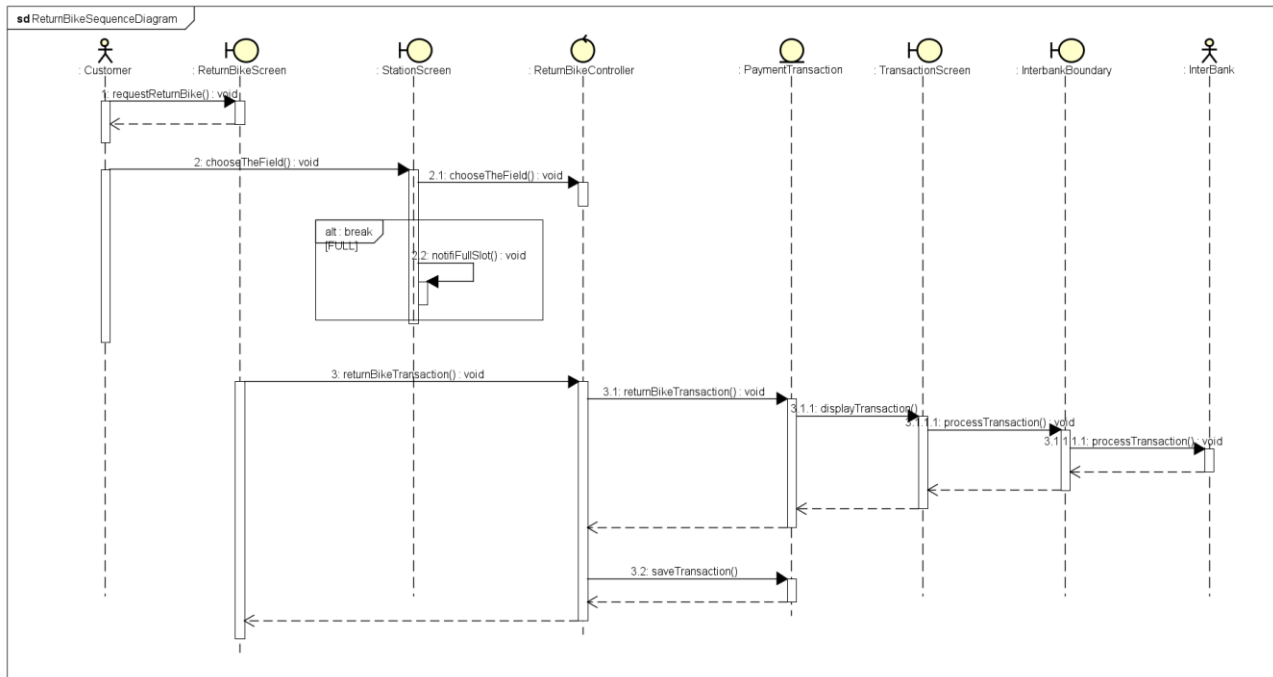 sd ReturnBikeSequenceDiagram
: Customer
: ReturnBikeScreen
: StationScreen
: ReturnBikeController
: PaymentTransaction
: TransactionScreen
: InterbankBoundary
: InterBank
1: requestReturnBike() : void
2: chooseTheField() : void
2.1: chooseTheField() : void
alt : break
[FULL]
2.2: notifiFullSlot() : void
3: returnBikeTransaction() : void
3.1: returnBikeTransaction() : void
3.1.1: displayTransaction()
3.1.1.1: processTransaction() : void
3.1.1.1.1: processTransaction() : void
3.2: saveTransaction()